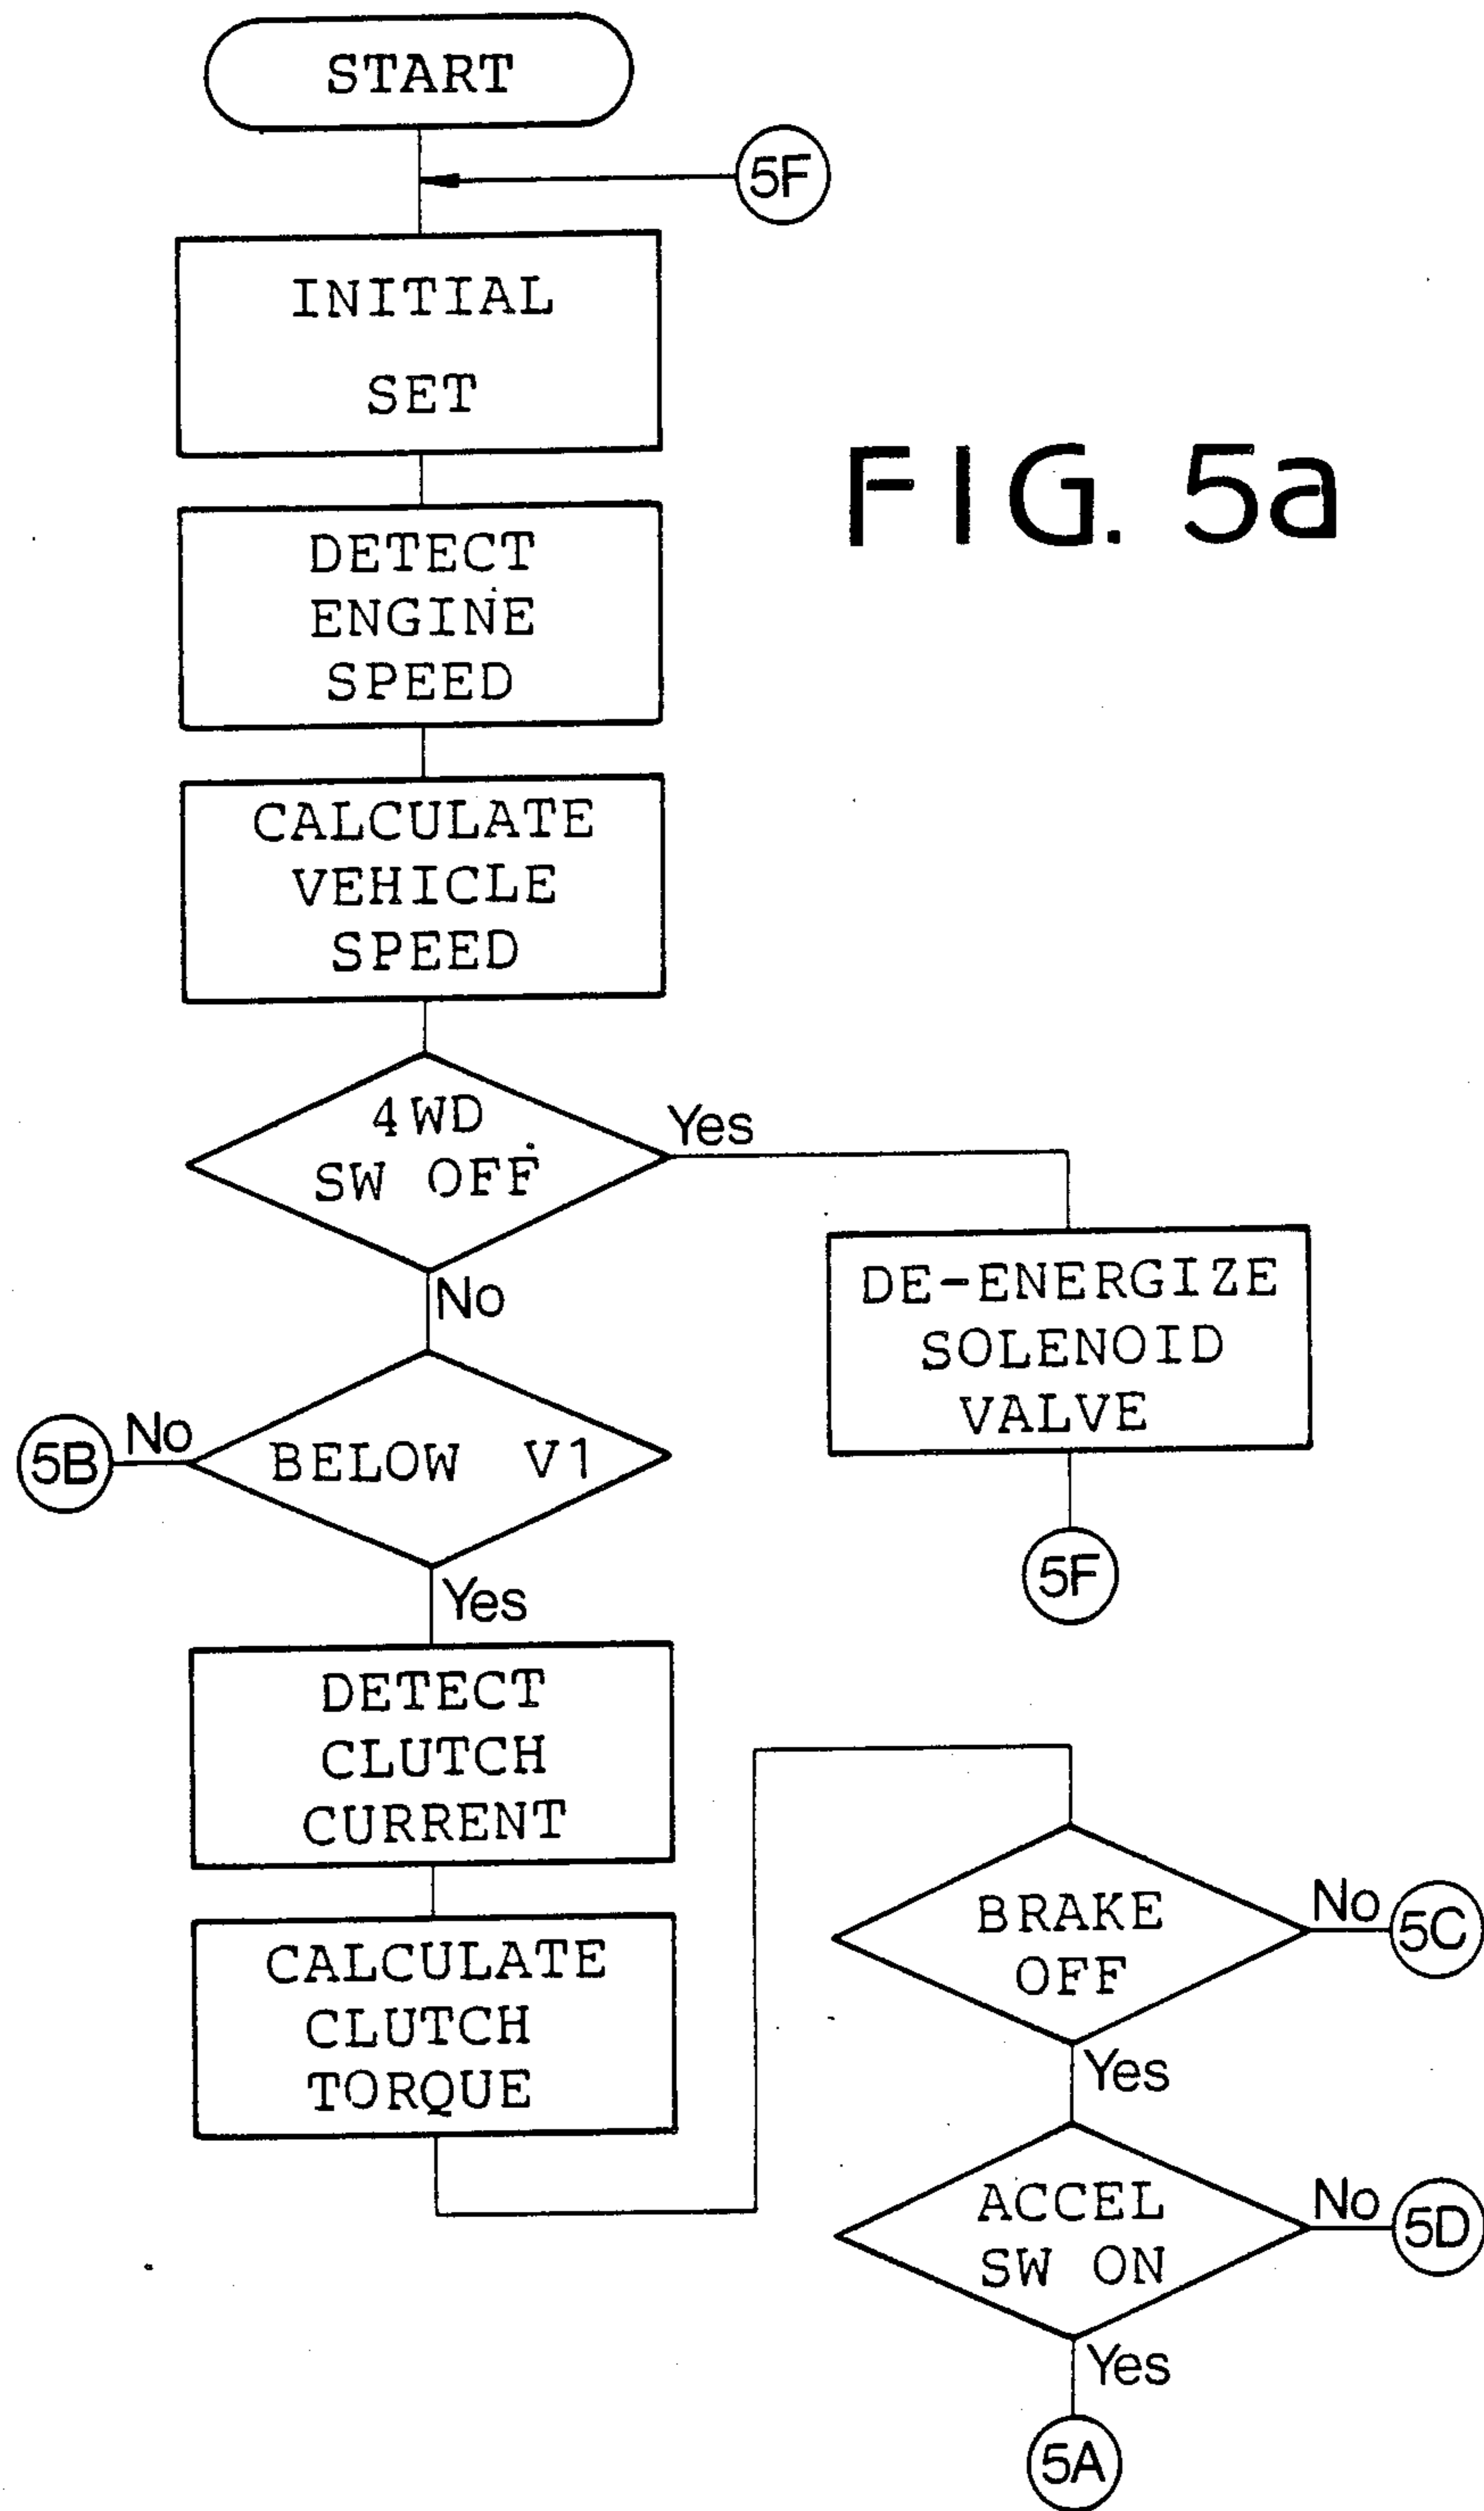 START
5F
INITIAL
SET
FIG. 5a
DETECT
ENGINE
SPEED
CALCULATE
VEHICLE
SPEED
4WD
SW OFF
Yes
No
DE-ENERGIZE
SOLENOID
VALVE
5F
5B
No
BELOW V1
Yes
DETECT
CLUTCH
CURRENT
CALCULATE
CLUTCH
TORQUE
BRAKE
OFF
No
5C
Yes
ACCEL
SW ON
No
5D
Yes
5A